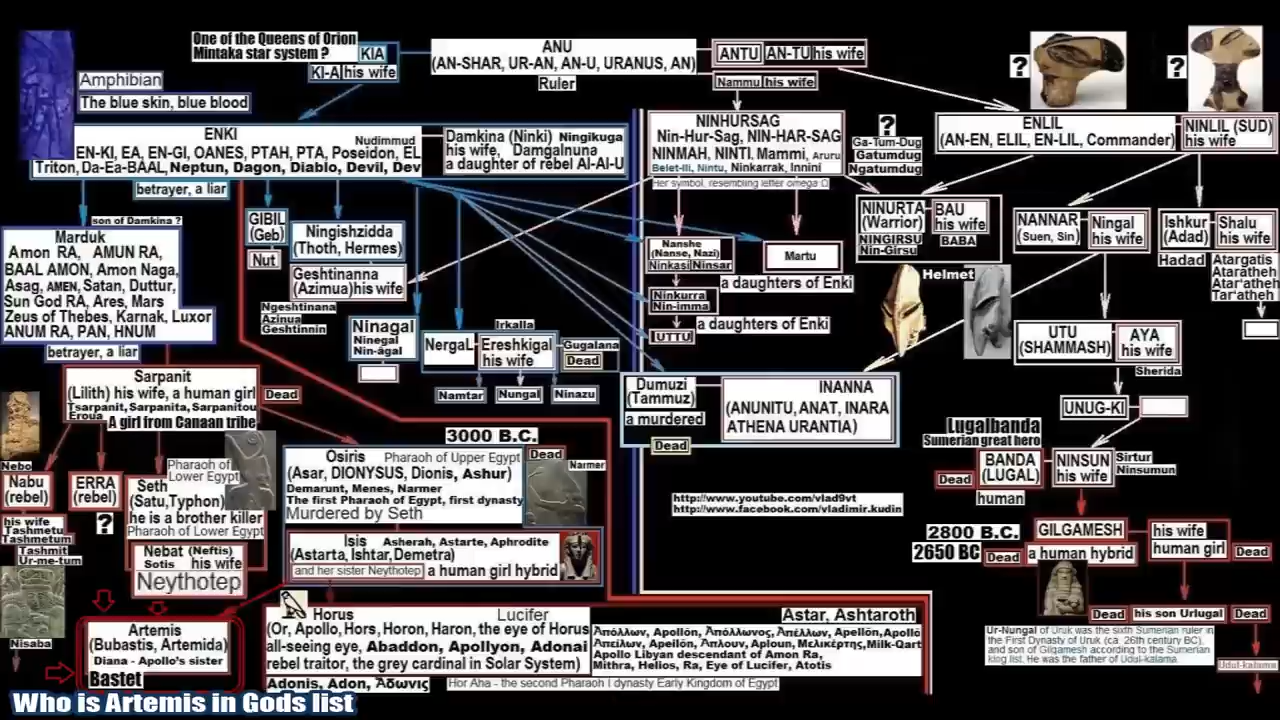 One of the Queens of Orion
Mintaka star system ?
KIA
KI-A his wife
ANU
(AN-SHAR, UR-AN, AN-U, URANUS, AN)
Ruler
ANTU AN-TU his wife
Nammu his wife
?
?
Amphibian
The blue skin, blue blood
ENKI
Nudimmud
EN-KI, EA, EN-GI, OANES, PTAH, PTA, Poseidon, EL
Triton, Da-Ea-BAAL, Neptun, Dagon, Diablo, Devil, Dev
Damkina (Ninki) Ningikuga
his wife, Damgalnuna
a daughter of rebel Al-Al-U
betrayer, a liar
NINHURSAG
Nin-Hur-Sag, NIN-HAR-SAG
NINMAH, NINTI, Mammi, Aruru
Belet-Ili, Nintu, Ninkarrak, Innini
Her symbol, resembling letter omega Ω
?
Ga-Tum-Dug
Gatumdug
Ngatumdug
ENLIL
(AN-EN, ELIL, EN-LIL, Commander)
NINLIL (SUD)
his wife
son of Damkina ?
Marduk
Amon RA, AMUN RA,
BAAL AMON, Amon Naga,
Asag, AMEN, Satan, Duttur,
Sun God RA, Ares, Mars
Zeus of Thebes, Karnak, Luxor
ANUM RA, PAN, HNUM
betrayer, a liar
GIBIL
(Geb)
Nut
Ningishzidda
(Thoth, Hermes)
Geshtinanna
(Azimua)his wife
Ngeshtinana
Azinua
Geshtinnin
Ninagal
Ninegal
Nin-àgal
NergaL
Irkalla
Ereshkigal
his wife
Gugalana
Dead
Namtar
Nungal
Ninazu
Nanshe
(Nanse, Nazi)
Ninkasi Ninsar
Martu
a daughters of Enki
Ninkurra
Nin-imma
a daughters of Enki
UTTU
NINURTA
(Warrior)
NINGIRSU
Nin-Girsu
BAU
his wife
BABA
NANNAR
(Suen, Sin)
Ningal
his wife
Ishkur
(Adad)
Hadad
Shalu
his wife
Atargatis
Ataratheh
Atar'atheh
Tar'atheh
Helmet
UTU
(SHAMMASH)
AYA
his wife
Sherida
Dumuzi
(Tammuz)
a murdered
Dead
INANNA
(ANUNITU, ANAT, INARA
ATHENA URANTIA)
UNUG-KI
Lugalbanda
Sumerian great hero
BANDA
(LUGAL)
Dead
human
NINSUN
his wife
Sirtur
Ninsumun
Sarpanit
(Lilith) his wife, a human girl
Tsarpanit, Sarpanita, Sarpanitou
Eroua
A girl from Canaan tribe
Dead
Nebo
Nabu
(rebel)
his wife
Tashmetu
Tashmetum
Tashmit
Ur-me-tum
Nisaba
ERRA
(rebel)
?
Pharaoh of
Lower Egypt
Seth
(Satu,Typhon)
he is a brother killer
Pharaoh of Lower Egypt
Nebat (Neftis)
Sotis his wife
Neythotep
3000 B.C.
Osiris Pharaoh of Upper Egypt
(Asar, DIONYSUS, Dionis, Ashur)
Demarunt, Menes, Narmer
The first Pharaoh of Egypt, first dynasty
Murdered by Seth
Dead
Narmer
Isis Asherah, Astarte, Aphrodite
(Astarta, Ishtar,Demetra)
and her sister Neythotep a human girl hybrid
http://www.youtube.com/vlad9vt
http://www.facebook.com/vladimir.kudin
2800 B.C.
2650 BC
Dead
GILGAMESH
a human hybrid
his wife
human girl
Dead
Dead
his son Urlugal
Dead
Ur-Nungal of Uruk was the sixth Sumerian ruler in
the First Dynasty of Uruk (ca. 26th century BC),
and son of Gilgamesh according to the Sumerian
king list. He was the father of Udul-kalama.
Udul-kalama
Artemis
(Bubastis, Artemida)
Diana - Apollo's sister
Bastet
Horus Lucifer
(Or, Apollo, Hors, Horon, Haron, the eye of Horus
all-seeing eye, Abaddon, Apollyon, Adonai
rebel traitor, the grey cardinal in Solar System)
Adonis, Adon, Ἄδωνις
Astar, Ashtaroth
Ἀπόλλων, Apollōn, Ἀπόλλωνος, Ἀπέλλων, Apellōn, Apollō
Ἀπείλων, Apeilōn, Ἄπλουν, Aploun, Μελικέρτης,Milk-Qart
Apollo Libyan descendant of Amon Ra,
Mithra, Helios, Ra, Eye of Lucifer, Atotis
Hor Aha - the second Pharaoh I dynasty Early Kingdom of Egypt
Who is Artemis in Gods list